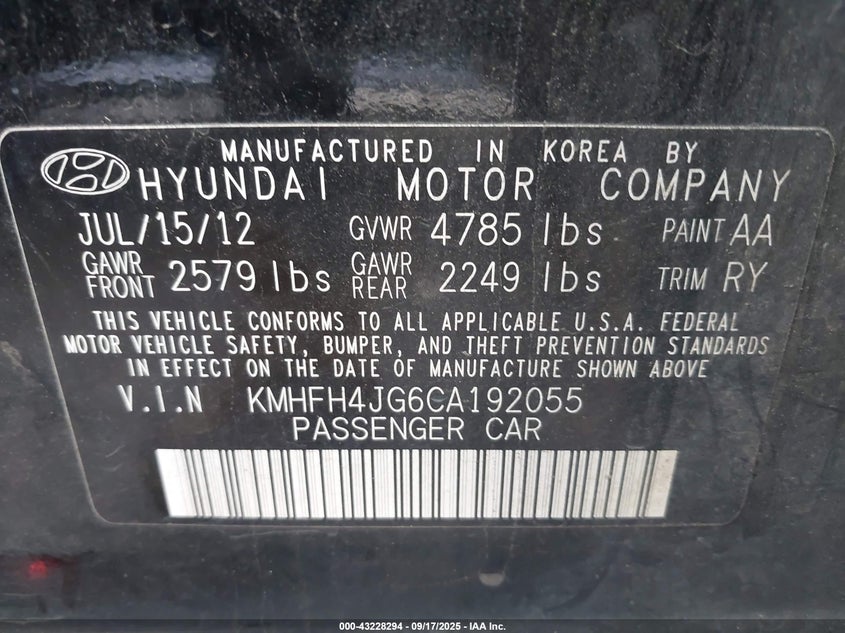 MANUFACTURED IN KOREA BY
HYUNDAI MOTOR COMPANY
JUL/15/12 GVWR 4785 lbs PAINT AA
GAWR FRONT 2579 lbs GAWR REAR 2249 lbs TRIM RY
THIS VEHICLE CONFORMS TO ALL APPLICABLE U.S.A. FEDERAL
MOTOR VEHICLE SAFETY, BUMPER, AND THEFT PREVENTION STANDARDS
IN EFFECT ON THE DATE OF MANUFACTURE SHOWN ABOVE
V.I.N KMHFH4JG6CA192055
PASSENGER CAR
000-43228294 - 09/17/2025 - IAA Inc.